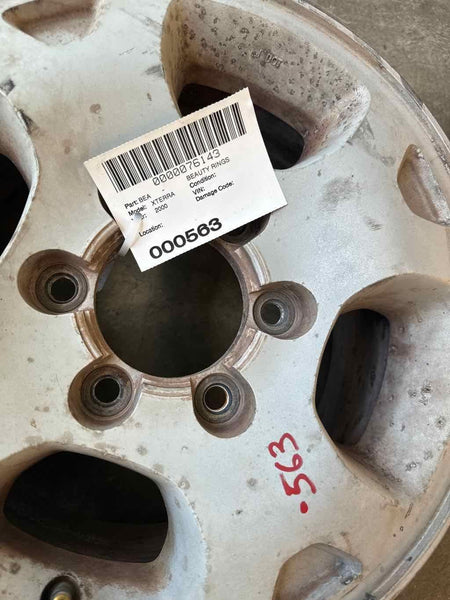 0000076143
Part: BEA BEAUTY RINGS
Model: XTERRA Condition:
2000 VIN:
Damage Code:
Location:
000563
.563